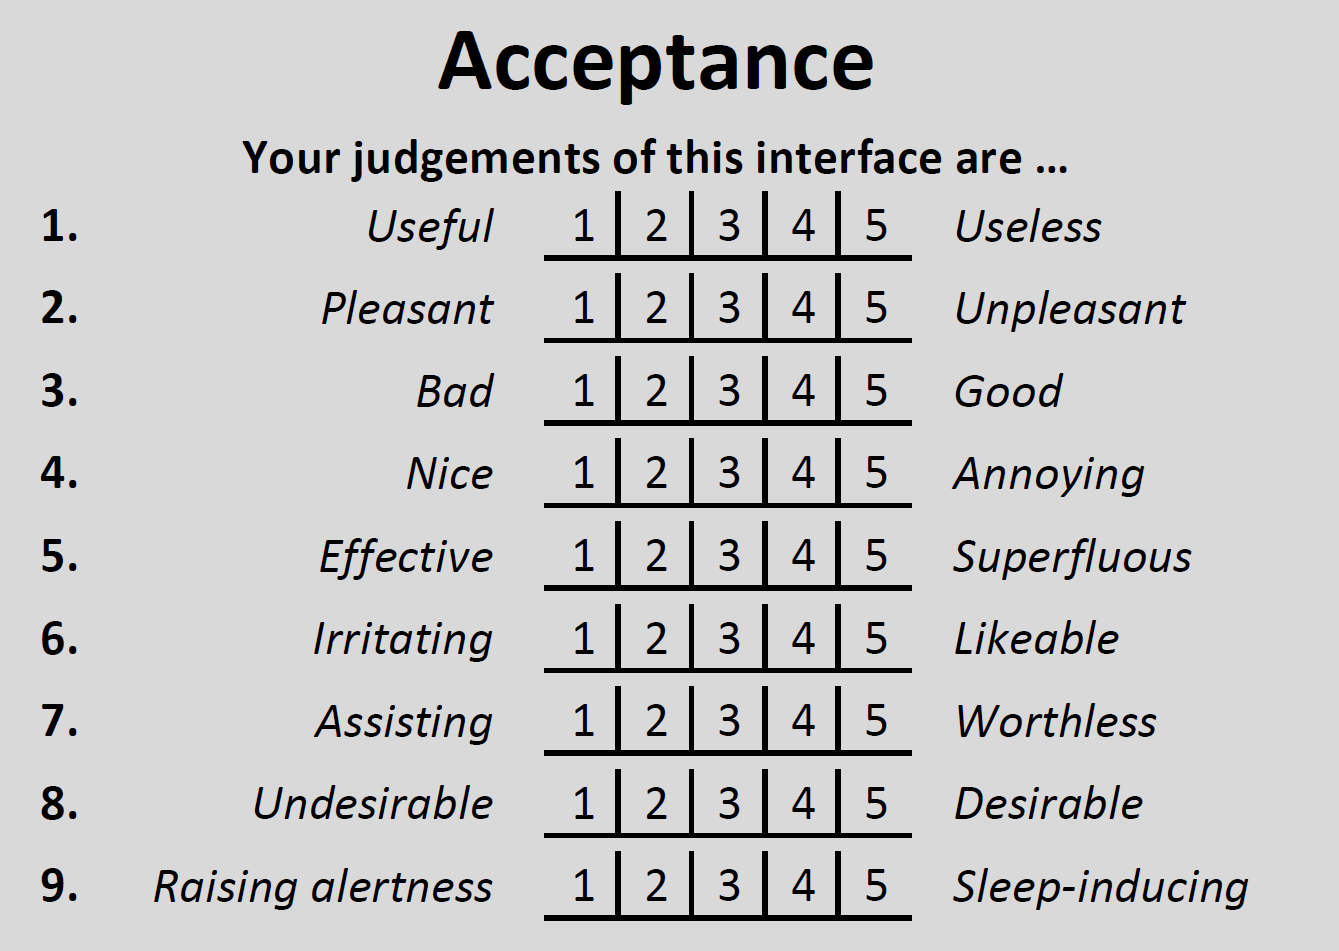 Acceptance
Your judgements of this interface are ...
1. Useful 1 2 3 4 5 Useless
2. Pleasant 1 2 3 4 5 Unpleasant
3. Bad 1 2 3 4 5 Good
4. Nice 1 2 3 4 5 Annoying
5. Effective 1 2 3 4 5 Superfluous
6. Irritating 1 2 3 4 5 Likeable
7. Assisting 1 2 3 4 5 Worthless
8. Undesirable 1 2 3 4 5 Desirable
9. Raising alertness 1 2 3 4 5 Sleep-inducing